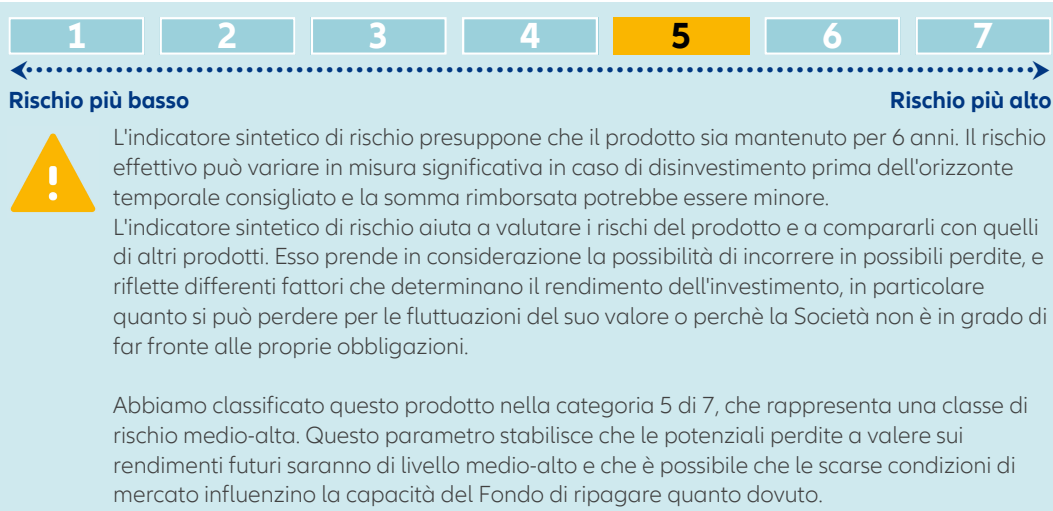 1 2 3 4 5 6 7
Rischio più basso Rischio più alto
L'indicatore sintetico di rischio presuppone che il prodotto sia mantenuto per 6 anni. Il rischio
effettivo può variare in misura significativa in caso di disinvestimento prima dell'orizzonte
temporale consigliato e la somma rimborsata potrebbe essere minore.
L'indicatore sintetico di rischio aiuta a valutare i rischi del prodotto e a compararli con quelli
di altri prodotti. Esso prende in considerazione la possibilità di incorrere in possibili perdite, e
riflette differenti fattori che determinano il rendimento dell'investimento, in particolare
quanto si può perdere per le fluttuazioni del suo valore o perchè la Società non è in grado di
far fronte alle proprie obbligazioni.
Abbiamo classificato questo prodotto nella categoria 5 di 7, che rappresenta una classe di
rischio medio-alta. Questo parametro stabilisce che le potenziali perdite a valere sui
rendimenti futuri saranno di livello medio-alto e che è possibile che le scarse condizioni di
mercato influenzino la capacità del Fondo di ripagare quanto dovuto.